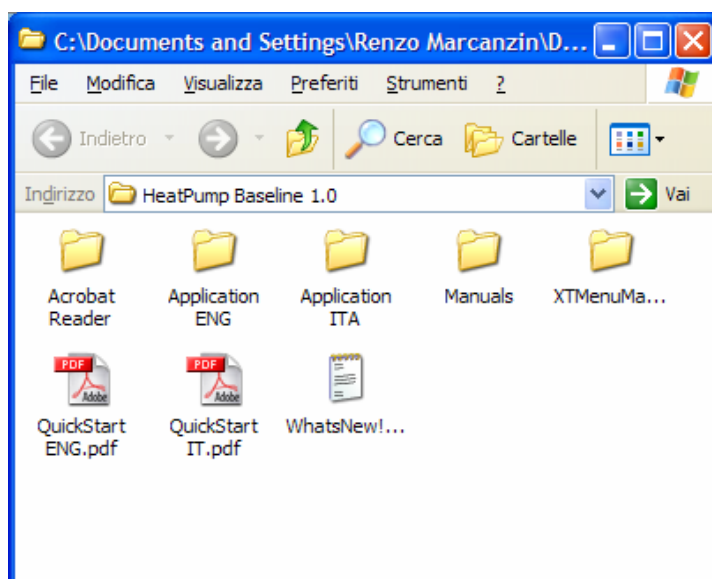 C:\Documents and Settings\Renzo Marcanzin\D...
File Modifica Visualizza Preferiti Strumenti ?
Indietro Cerca Cartelle
Indirizzo HeatPump Baseline 1.0 Vai
Acrobat Reader
Application ENG
Application ITA
Manuals
XTMenuMa...
PDF
Adobe
QuickStart ENG.pdf
PDF
Adobe
QuickStart IT.pdf
WhatsNew!...